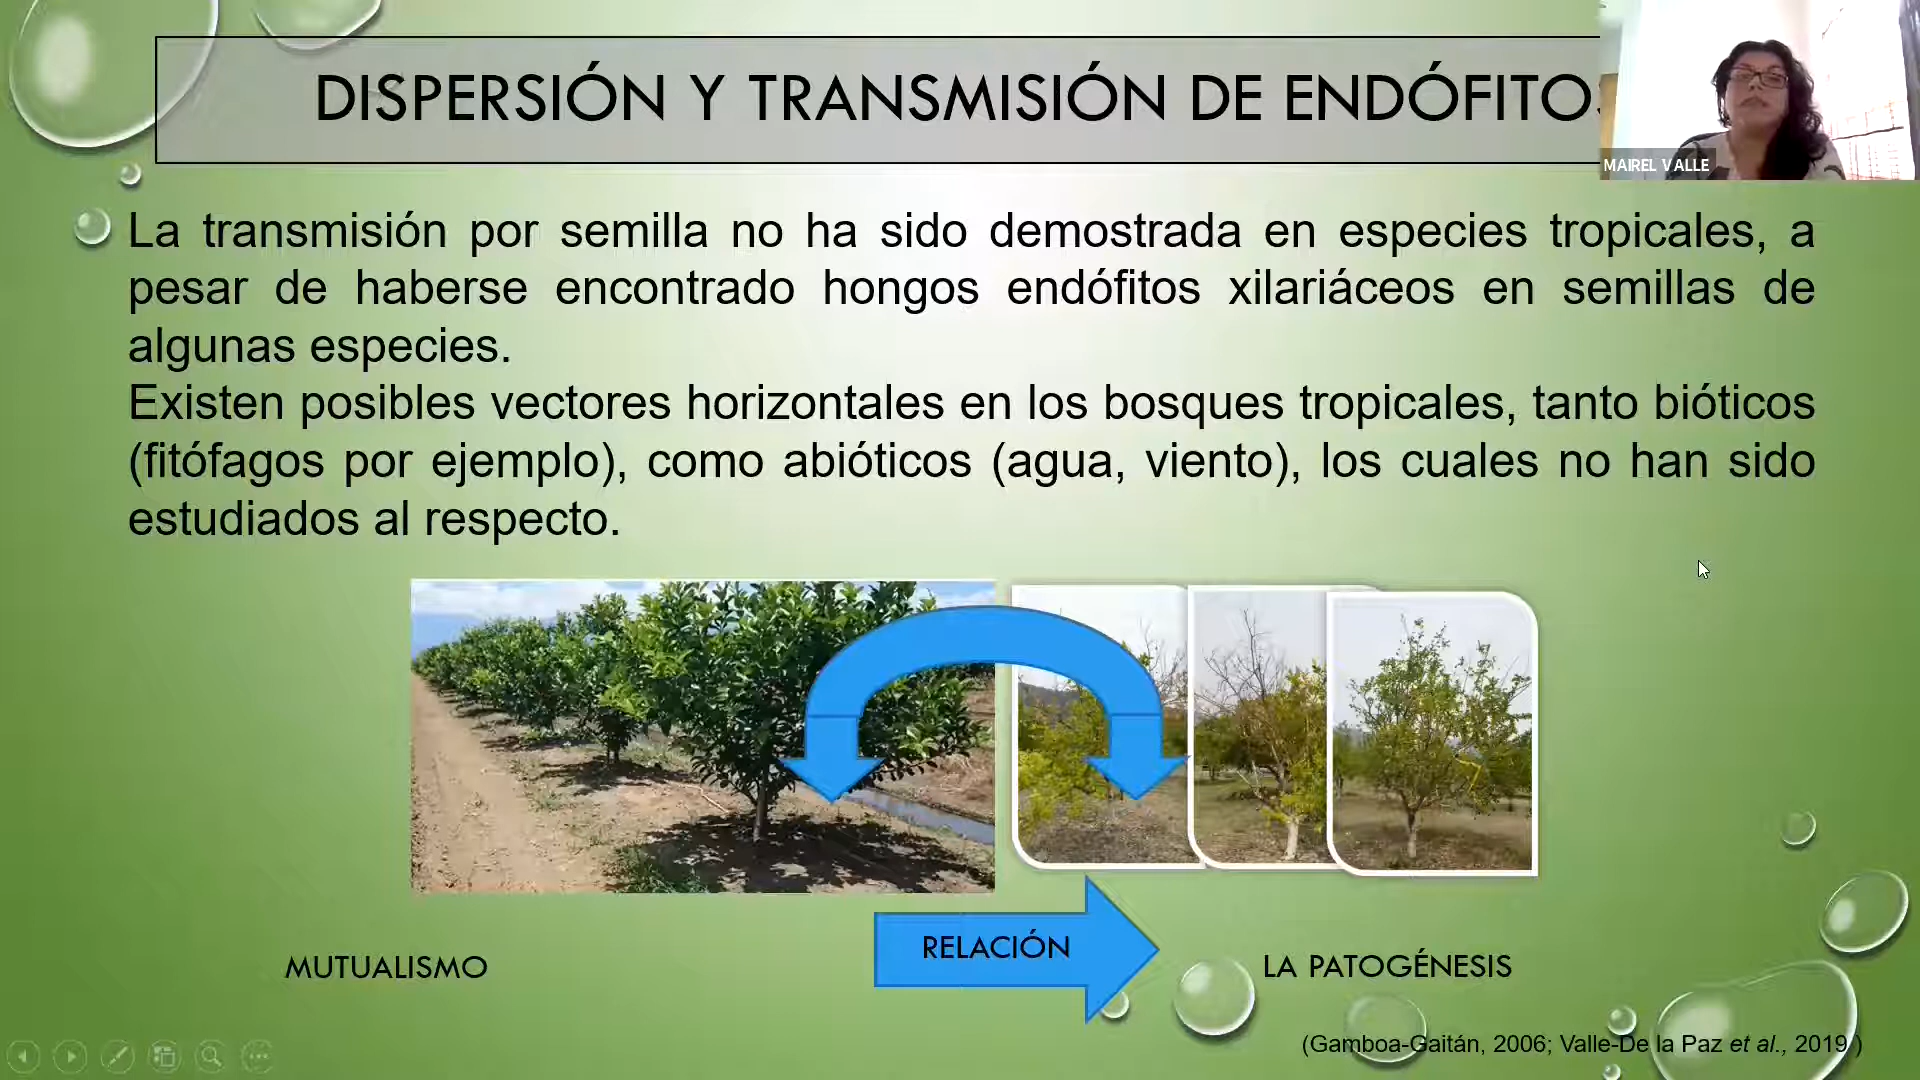 DISPERSIÓN Y TRANSMISIÓN DE ENDÓFITOS
MAIREL VALLE
La transmisión por semilla no ha sido demostrada en especies tropicales, a
pesar de haberse encontrado hongos endófitos xilariáceos en semillas de
algunas especies.
Existen posibles vectores horizontales en los bosques tropicales, tanto bióticos
(fitófagos por ejemplo), como abióticos (agua, viento), los cuales no han sido
estudiados al respecto.
RELACIÓN
MUTUALISMO
LA PATOGÉNESIS
(Gamboa-Gaitán, 2006; Valle-De la Paz et al., 2019 )